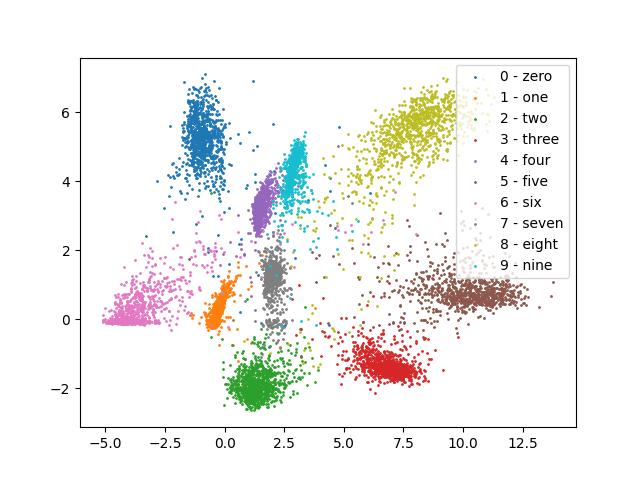 0 - zero
1 - one
2 - two
3 - three
4 - four
5 - five
6 - six
7 - seven
8 - eight
9 - nine
6
4
2
0
−2
−5.0 −2.5 0.0 2.5 5.0 7.5 10.0 12.5